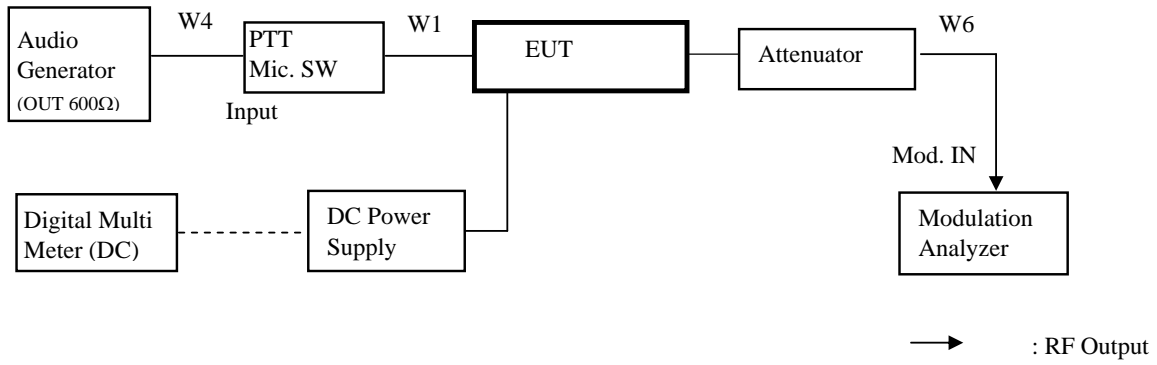 W4
W1
W6
Audio
Generator
(OUT 600Ω)
PTT
Mic. SW
EUT
Attenuator
Input
Mod. IN
Digital Multi
Meter (DC)
DC Power
Supply
Modulation
Analyzer
: RF Output